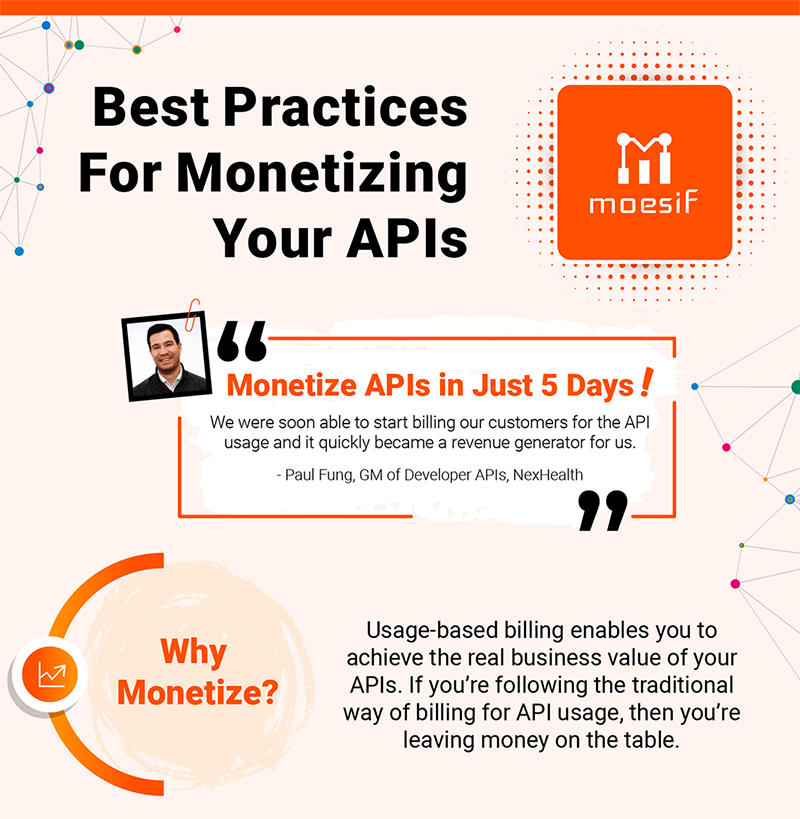 Best Practices
For Monetizing
Your APIs
moesif
“
Monetize APIs in Just 5 Days!
We were soon able to start billing our customers for the API
usage and it quickly became a revenue generator for us.
- Paul Fung, GM of Developer APIs, NexHealth
”
Why
Monetize?
Usage-based billing enables you to
achieve the real business value of your
APIs. If you’re following the traditional
way of billing for API usage, then you’re
leaving money on the table.